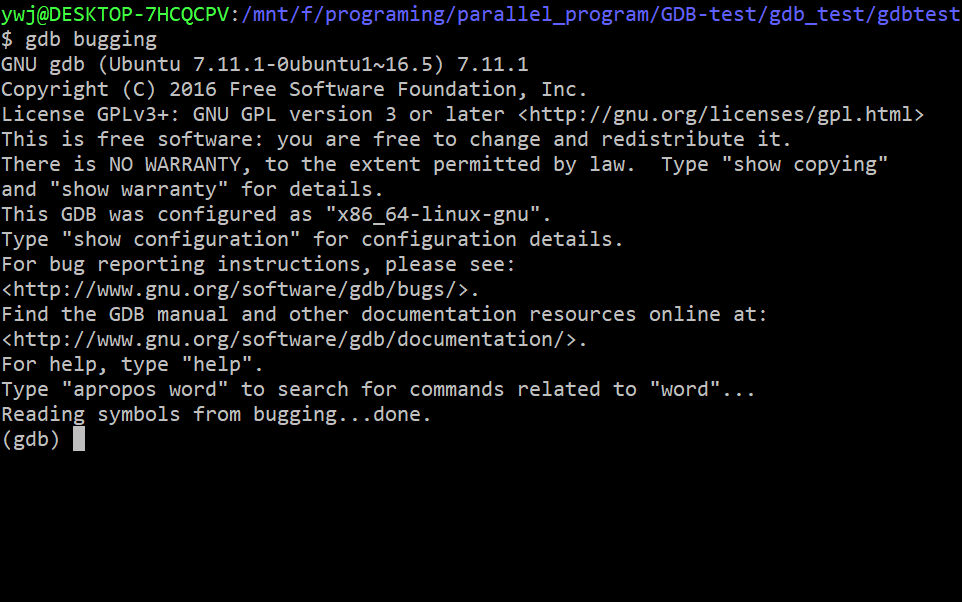 ywj@DESKTOP-7HCQCPV:/mnt/f/programing/parallel_program/GDB-test/gdb_test/gdbtest
$ gdb bugging
GNU gdb (Ubuntu 7.11.1-0ubuntu1~16.5) 7.11.1
Copyright (C) 2016 Free Software Foundation, Inc.
License GPLv3+: GNU GPL version 3 or later <http://gnu.org/licenses/gpl.html>
This is free software: you are free to change and redistribute it.
There is NO WARRANTY, to the extent permitted by law.  Type "show copying"
and "show warranty" for details.
This GDB was configured as "x86_64-linux-gnu".
Type "show configuration" for configuration details.
For bug reporting instructions, please see:
<http://www.gnu.org/software/gdb/bugs/>.
Find the GDB manual and other documentation resources online at:
<http://www.gnu.org/software/gdb/documentation/>.
For help, type "help".
Type "apropos word" to search for commands related to "word"...
Reading symbols from bugging...done.
(gdb)